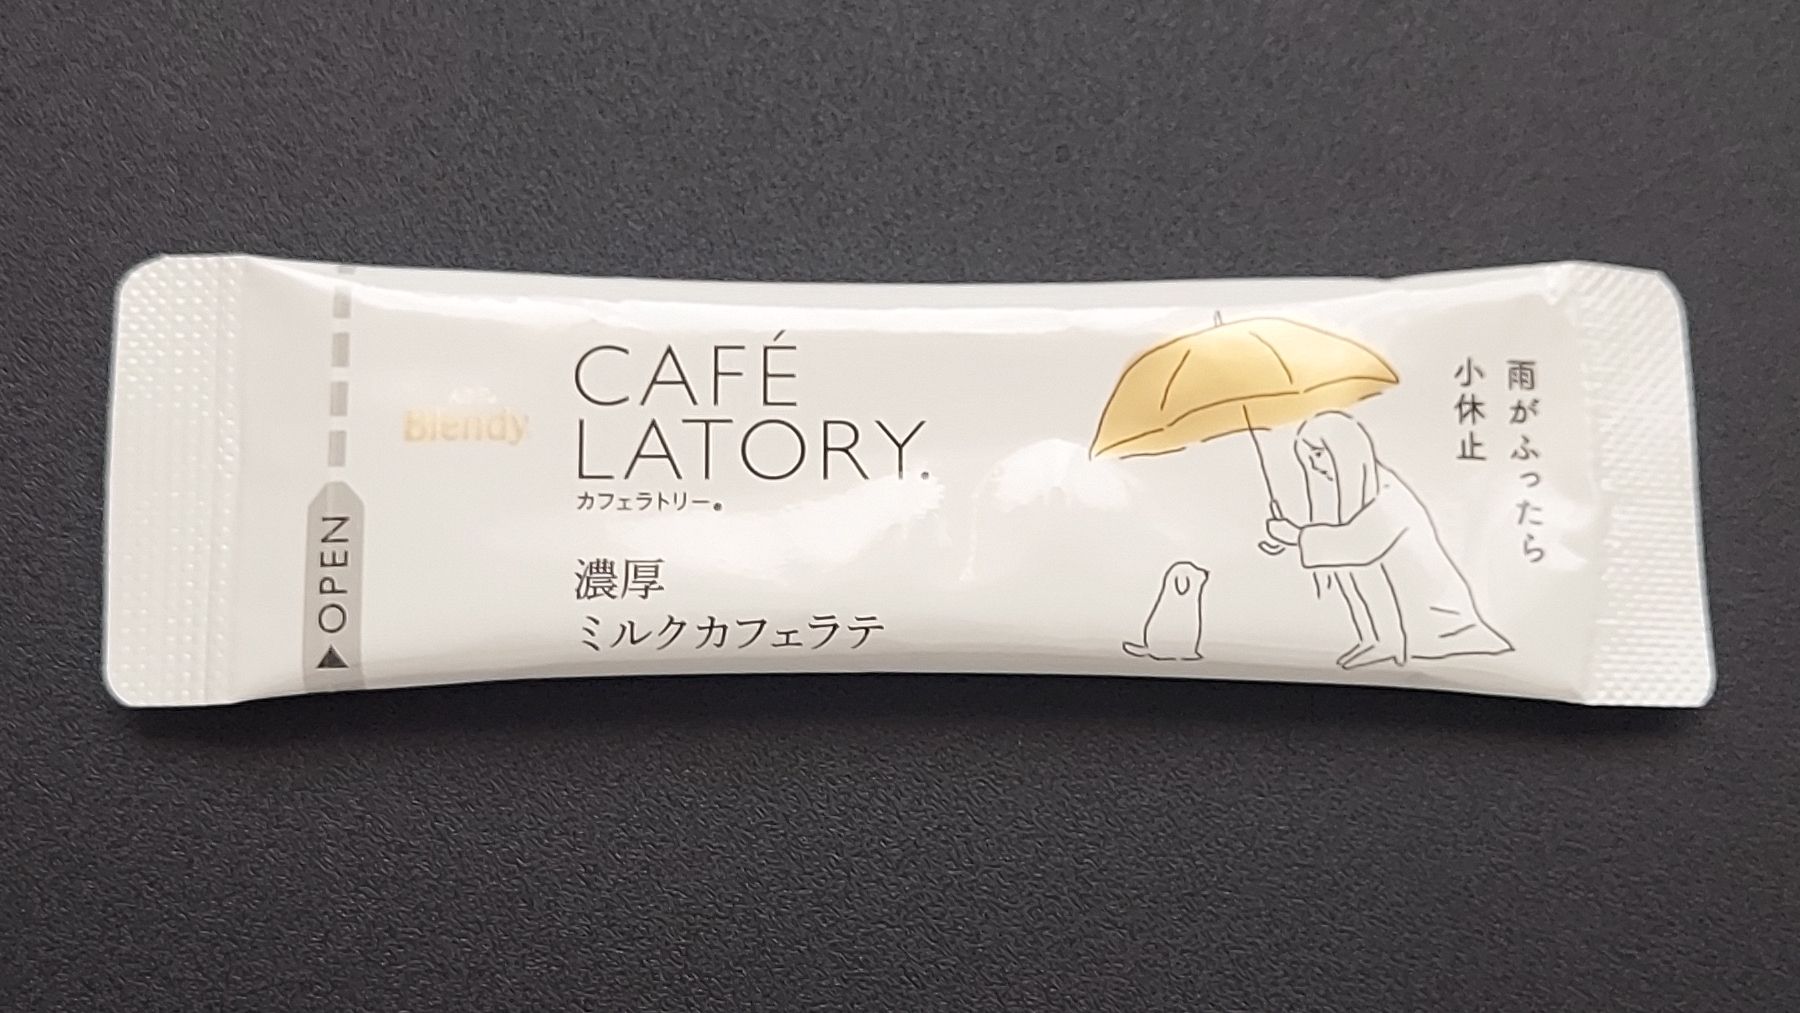 OPEN
Blendy
CAFÉ
LATORY.
カフェラトリー®
濃厚
ミルクカフェラテ
雨がふったら
小休止